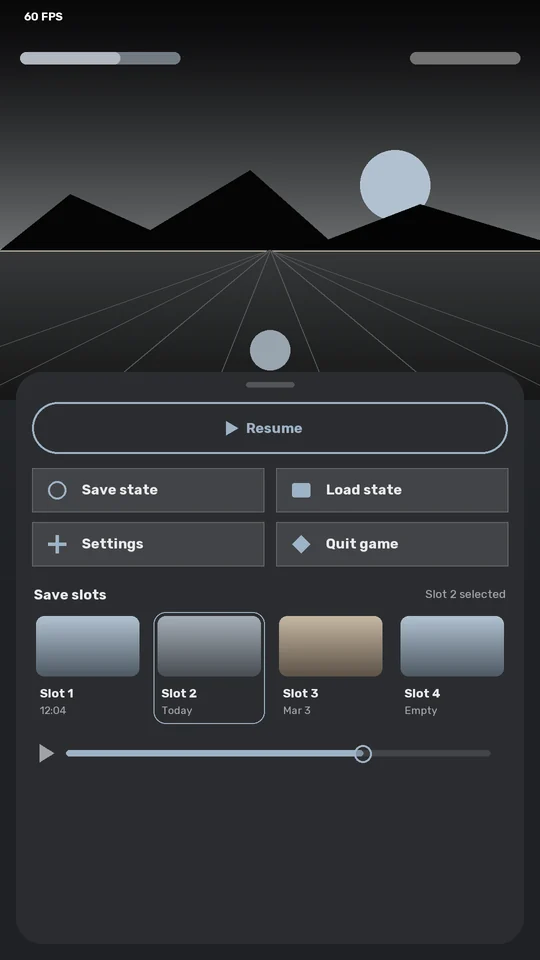 60 FPS
Resume
Save state
Load state
Settings
Quit game
Save slots
Slot 2 selected
Slot 1
12:04
Slot 2
Today
Slot 3
Mar 3
Slot 4
Empty